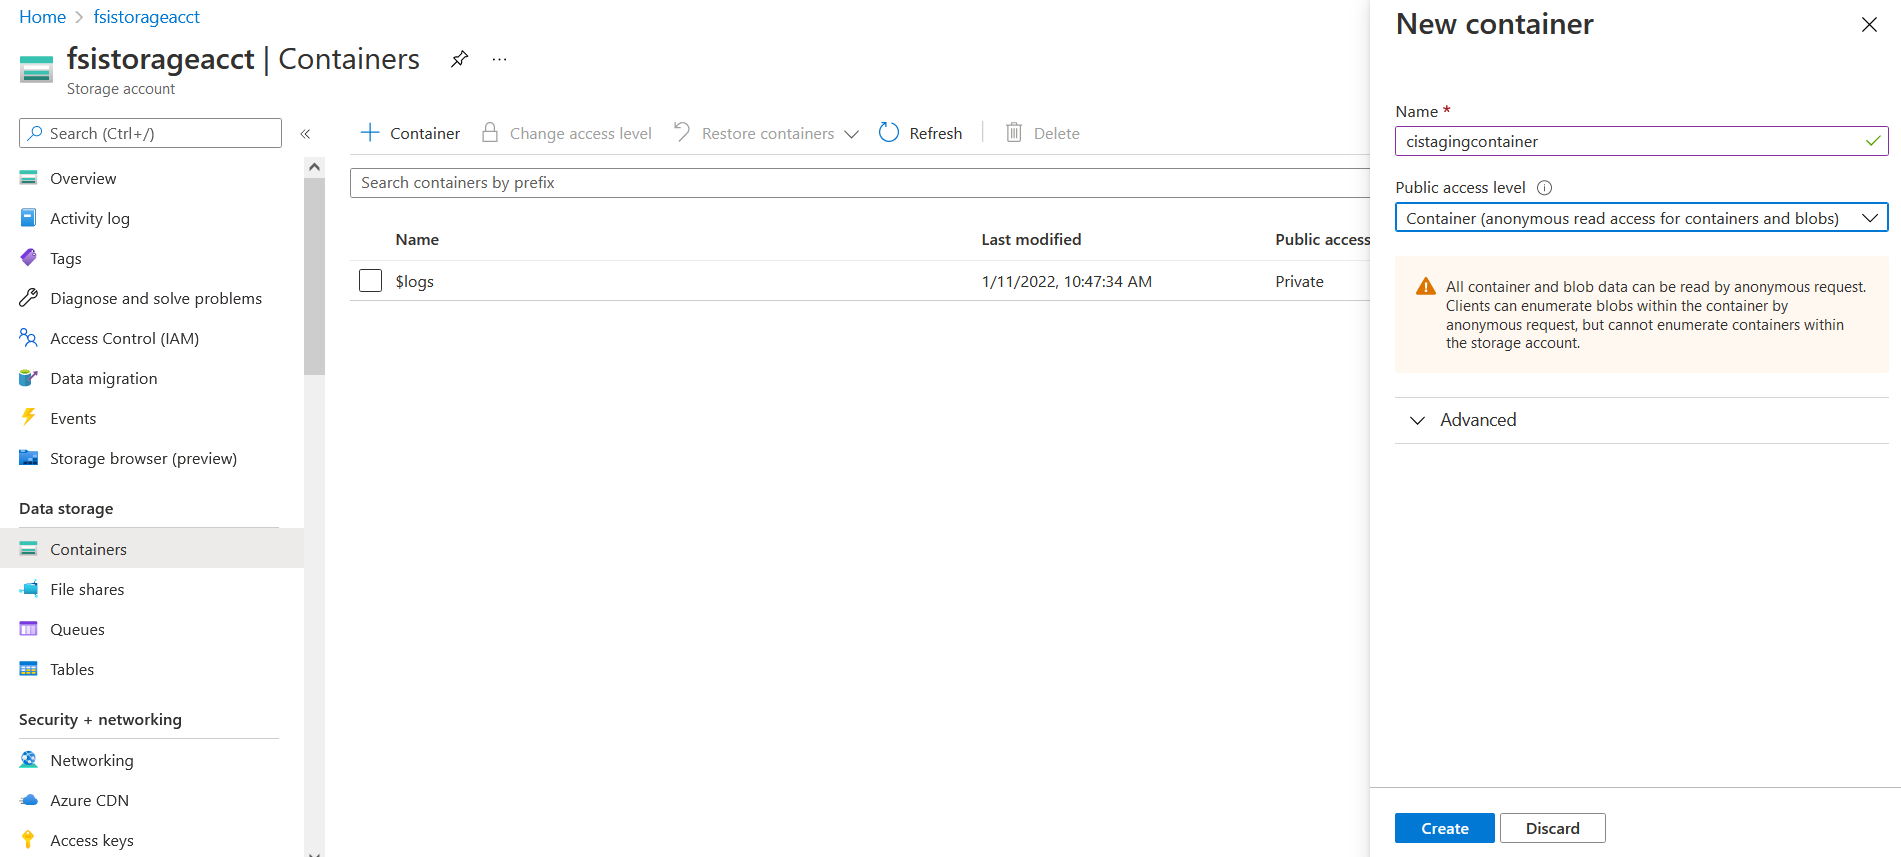 Home > fsistorageacct
fsistorageacct | Containers ...
Storage account
Search (Ctrl+/)
«
Overview
Activity log
Tags
Diagnose and solve problems
Access Control (IAM)
Data migration
Events
Storage browser (preview)
Data storage
Containers
File shares
Queues
Tables
Security + networking
Networking
Azure CDN
Access keys
+ Container Change access level Restore containers Refresh | Delete
Search containers by prefix
Name Last modified Public access
$logs 1/11/2022, 10:47:34 AM Private
New container
Name *
cistagingcontainer
Public access level
Container (anonymous read access for containers and blobs)
All container and blob data can be read by anonymous request.
Clients can enumerate blobs within the container by
anonymous request, but cannot enumerate containers within
the storage account.
Advanced
Create Discard